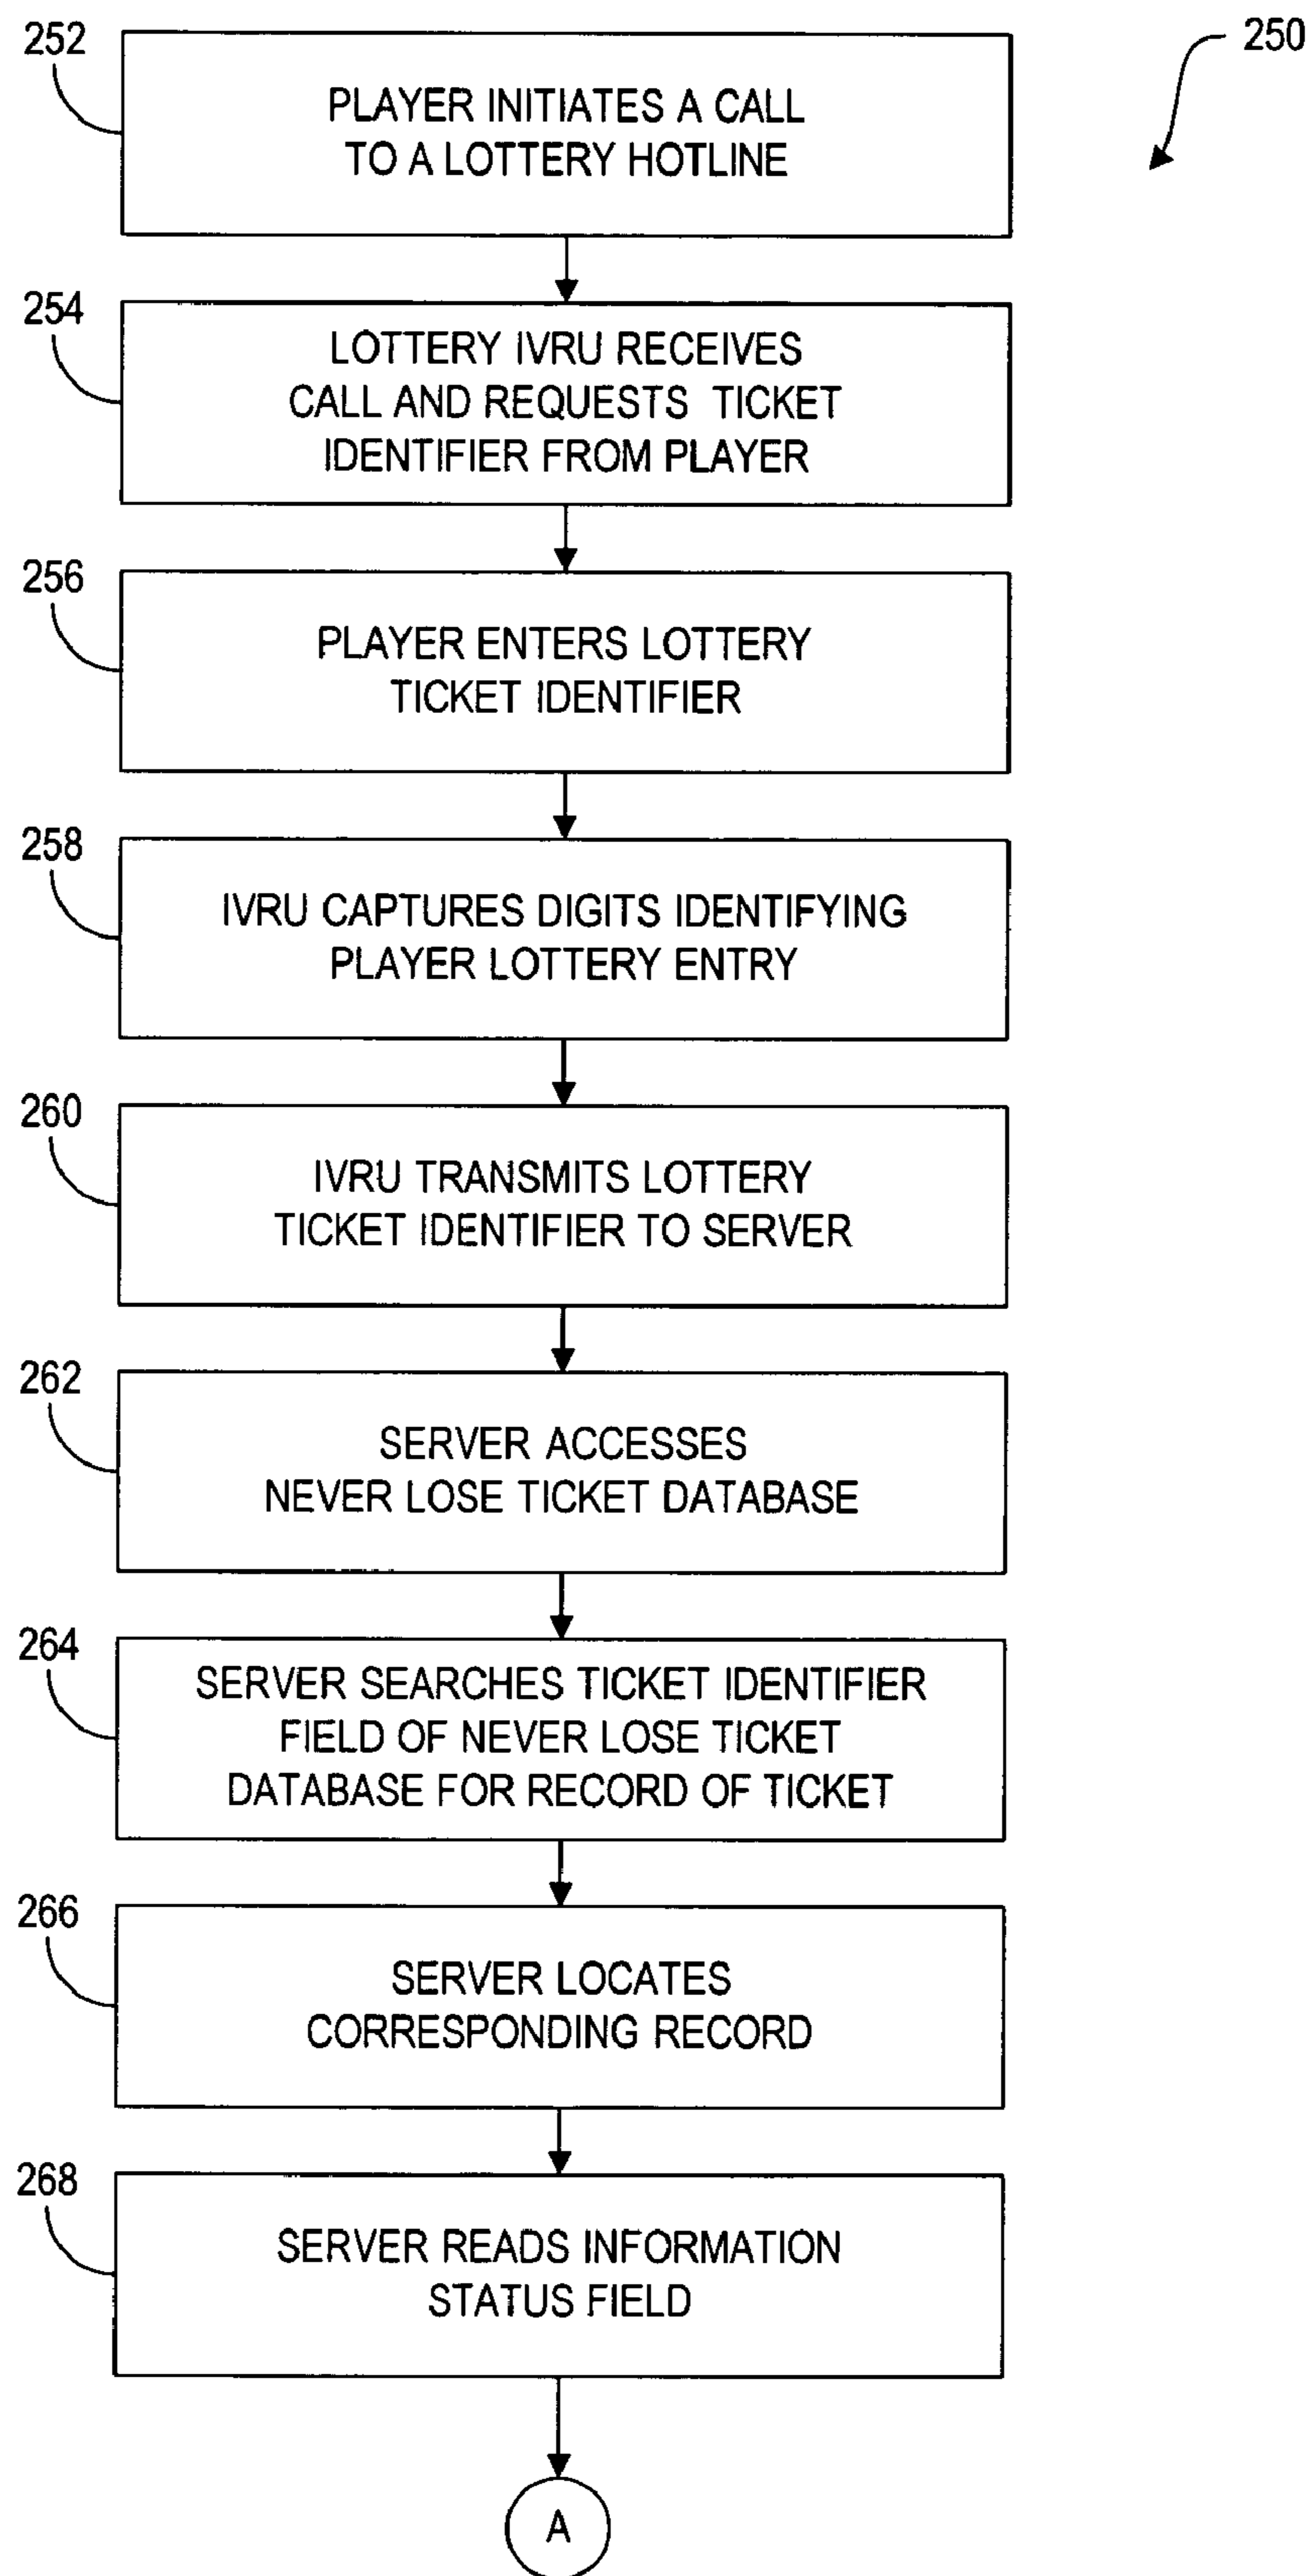 252
250
PLAYER INITIATES A CALL
TO A LOTTERY HOTLINE
254
LOTTERY IVRU RECEIVES
CALL AND REQUESTS TICKET
IDENTIFIER FROM PLAYER
256
PLAYER ENTERS LOTTERY
TICKET IDENTIFIER
258
IVRU CAPTURES DIGITS IDENTIFYING
PLAYER LOTTERY ENTRY
260
IVRU TRANSMITS LOTTERY
TICKET IDENTIFIER TO SERVER
262
SERVER ACCESSES
NEVER LOSE TICKET DATABASE
264
SERVER SEARCHES TICKET IDENTIFIER
FIELD OF NEVER LOSE TICKET
DATABASE FOR RECORD OF TICKET
266
SERVER LOCATES
CORRESPONDING RECORD
268
SERVER READS INFORMATION
STATUS FIELD
A